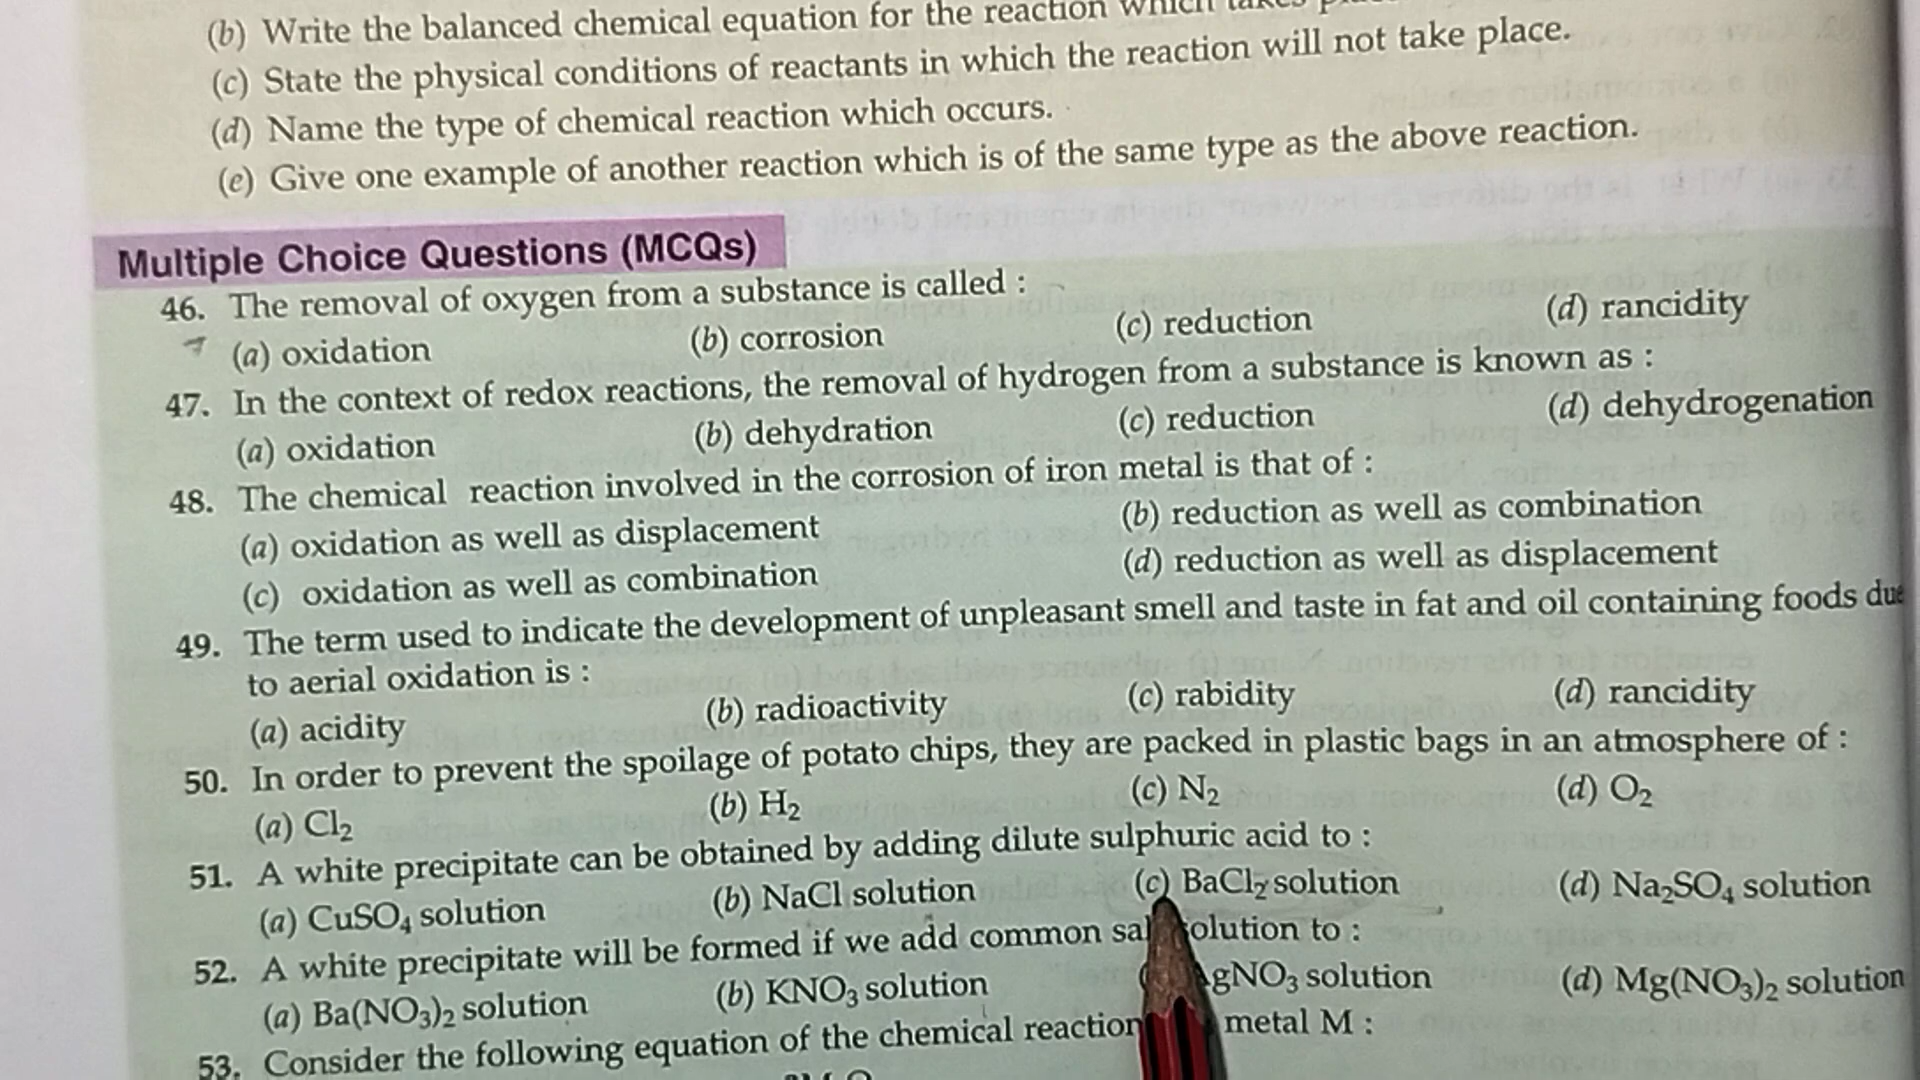 (b) Write the balanced chemical equation for the reaction which takes
(c) State the physical conditions of reactants in which the reaction will not take place.
(d) Name the type of chemical reaction which occurs.
(e) Give one example of another reaction which is of the same type as the above reaction.
Multiple Choice Questions (MCQs)
46. The removal of oxygen from a substance is called :
(a) oxidation (b) corrosion (c) reduction (d) rancidity
47. In the context of redox reactions, the removal of hydrogen from a substance is known as :
(a) oxidation (b) dehydration (c) reduction (d) dehydrogenation
48. The chemical reaction involved in the corrosion of iron metal is that of :
(a) oxidation as well as displacement (b) reduction as well as combination
(c) oxidation as well as combination (d) reduction as well as displacement
49. The term used to indicate the development of unpleasant smell and taste in fat and oil containing foods due
to aerial oxidation is :
(a) acidity (b) radioactivity (c) rabidity (d) rancidity
50. In order to prevent the spoilage of potato chips, they are packed in plastic bags in an atmosphere of :
(a) Cl₂ (b) H₂ (c) N₂ (d) O₂
51. A white precipitate can be obtained by adding dilute sulphuric acid to :
(a) CuSO₄ solution (b) NaCl solution (c) BaCl₂ solution (d) Na₂SO₄ solution
52. A white precipitate will be formed if we add common solution to :
(a) Ba(NO₃)₂ solution (b) KNO₃ solution gNO₃ solution (d) Mg(NO₃)₂ solution
53. Consider the following equation of the chemical reaction metal M :